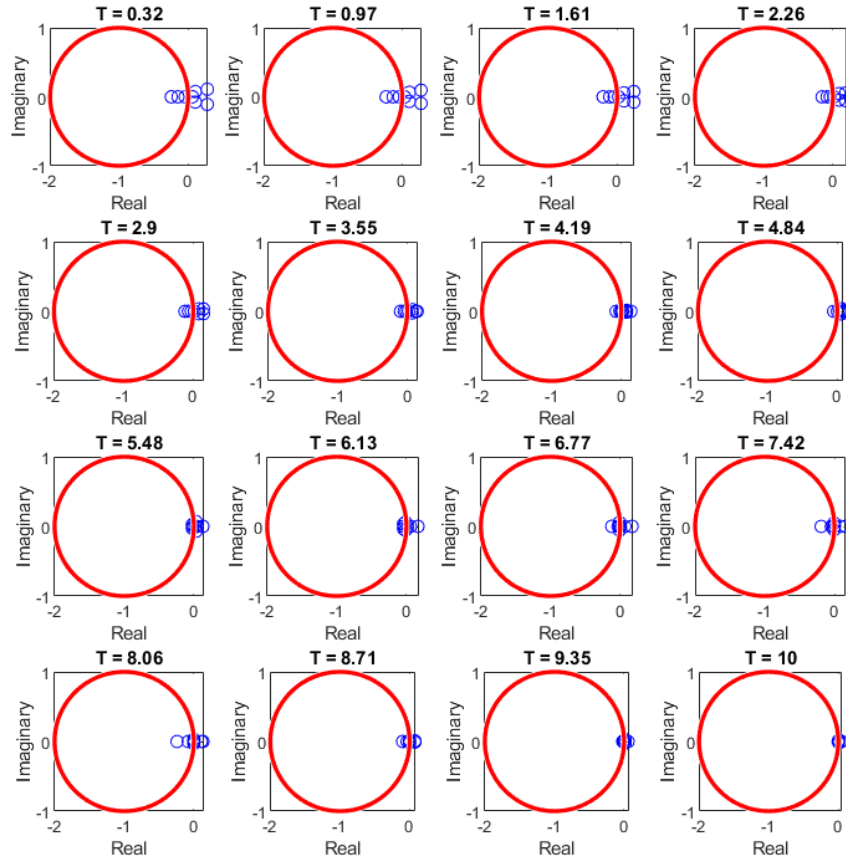 T = 0.32
T = 0.97
T = 1.61
T = 2.26
1
0
-1
Imaginary
-2
-1
0
Real
1
0
-1
Imaginary
-2
-1
0
Real
1
0
-1
Imaginary
-2
-1
0
Real
1
0
-1
Imaginary
-2
-1
0
Real
T = 2.9
T = 3.55
T = 4.19
T = 4.84
1
0
-1
Imaginary
-2
-1
0
Real
1
0
-1
Imaginary
-2
-1
0
Real
1
0
-1
Imaginary
-2
-1
0
Real
1
0
-1
Imaginary
-2
-1
0
Real
T = 5.48
T = 6.13
T = 6.77
T = 7.42
1
0
-1
Imaginary
-2
-1
0
Real
1
0
-1
Imaginary
-2
-1
0
Real
1
0
-1
Imaginary
-2
-1
0
Real
1
0
-1
Imaginary
-2
-1
0
Real
T = 8.06
T = 8.71
T = 9.35
T = 10
1
0
-1
Imaginary
-2
-1
0
Real
1
0
-1
Imaginary
-2
-1
0
Real
1
0
-1
Imaginary
-2
-1
0
Real
1
0
-1
Imaginary
-2
-1
0
Real